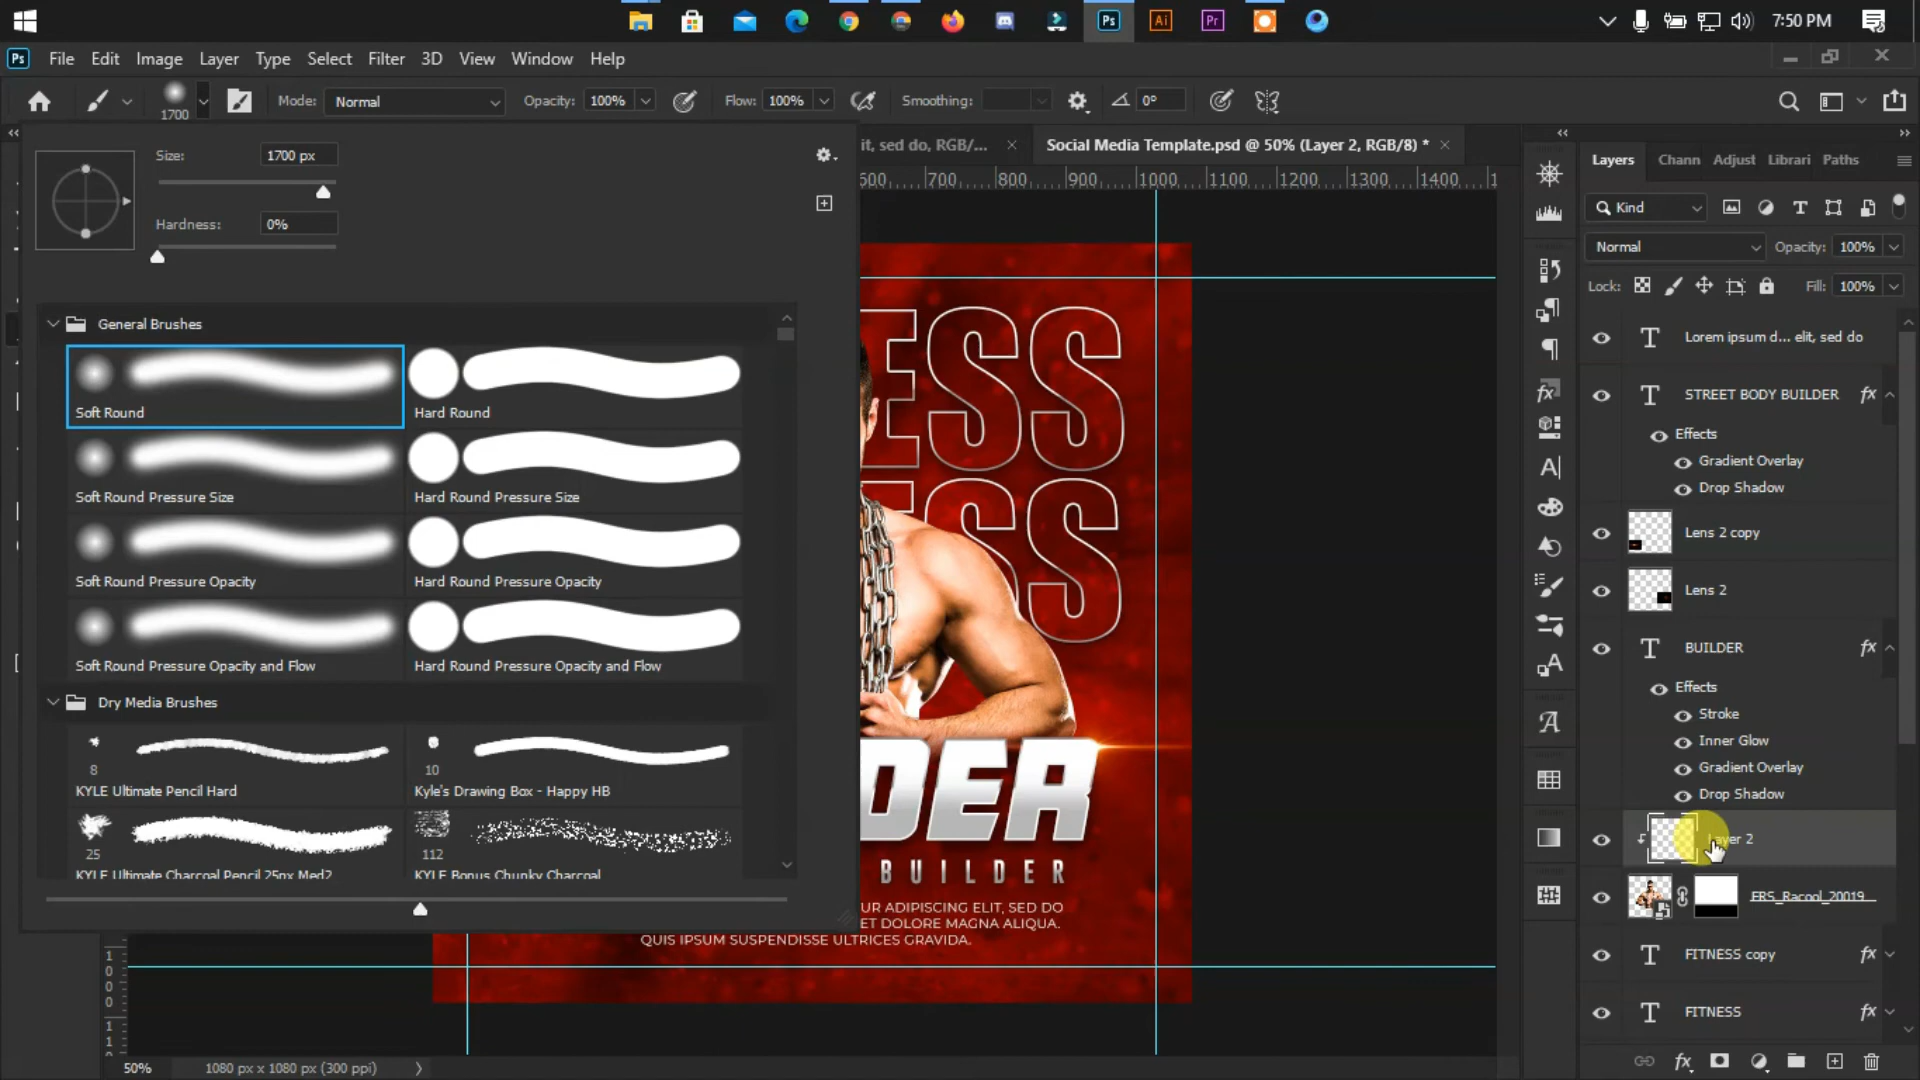 Ps Ai Pr 7:50 PM
Ps File Edit Image Layer Type Select Filter 3D View Window Help
1700 Mode: Normal Opacity: 100% Flow: 100% Smoothing: 0°
it, sed do, RGB/... Social Media Template.psd @ 50% (Layer 2, RGB/8) *
600 700 800 900 1000 1100 1200 1300 1400
Size: 1700 px
Hardness: 0%
General Brushes
Soft Round Hard Round
Soft Round Pressure Size Hard Round Pressure Size
Soft Round Pressure Opacity Hard Round Pressure Opacity
Soft Round Pressure Opacity and Flow Hard Round Pressure Opacity and Flow
Dry Media Brushes
8 10
KYLE Ultimate Pencil Hard Kyle's Drawing Box - Happy HB
25 112
KYLE Ultimate Charcoal Pencil 25px Med2 KYLE Bonus Chunky Charcoal
ESS
ESS
DER
BUILDER
UR ADIPISCING ELIT, SED DO
ET DOLORE MAGNA ALIQUA.
QUIS IPSUM SUSPENDISSE ULTRICES GRAVIDA.
50% 1080 px x 1080 px (300 ppi)
Layers Chann Adjust Librari Paths
Kind
Normal Opacity: 100%
Lock: Fill: 100%
Lorem ipsum d... elit, sed do
STREET BODY BUILDER fx
Effects
Gradient Overlay
Drop Shadow
Lens 2 copy
Lens 2
BUILDER fx
Effects
Stroke
Inner Glow
Gradient Overlay
Drop Shadow
Layer 2
FRS_Racool_20019...
FITNESS copy fx
FITNESS fx